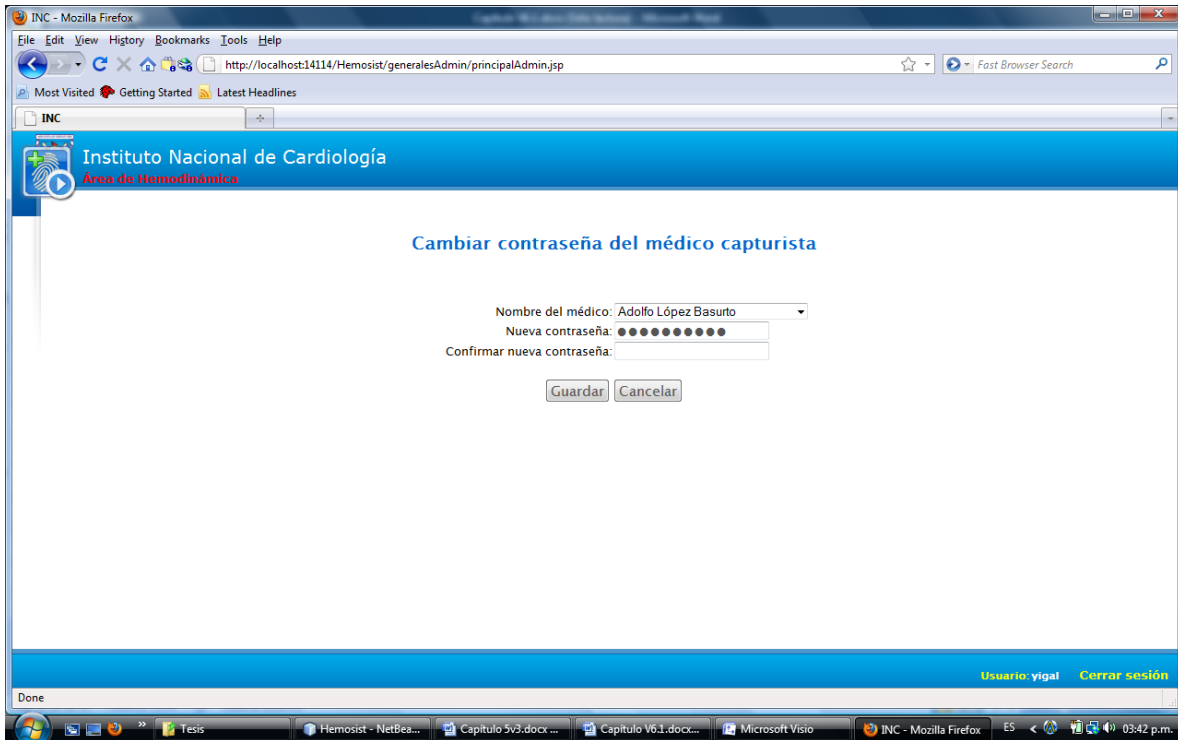 INC - Mozilla Firefox
File Edit View History Bookmarks Tools Help
http://localhost:14114/Hemosist/generalesAdmin/principalAdmin.jsp
Fast Browser Search
Most Visited Getting Started Latest Headlines
INC
Instituto Nacional de Cardiología
Área de Hemodinámica
Cambiar contraseña del médico capturista
Nombre del médico: Adolfo López Basurto
Nueva contraseña: ●●●●●●●●●●
Confirmar nueva contraseña:
Guardar Cancelar
Usuario: yigal Cerrar sesión
Done
Tesis Hemosist - NetBea... Capítulo 5v3.docx ... Capítulo V6.1.docx... Microsoft Visio INC - Mozilla Firefox ES 03:42 p.m.